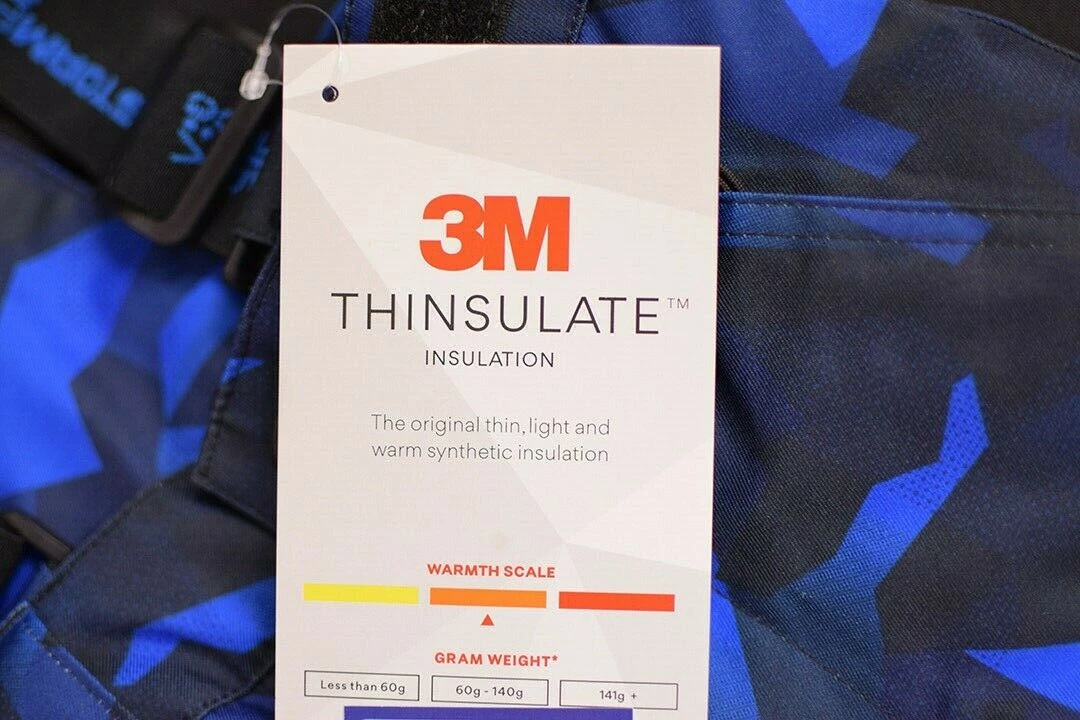 3M
THINSULATE™
INSULATION
The original thin, light and
warm synthetic insulation
WARMTH SCALE
GRAM WEIGHT*
Less than 60g
60g - 140g
141g +